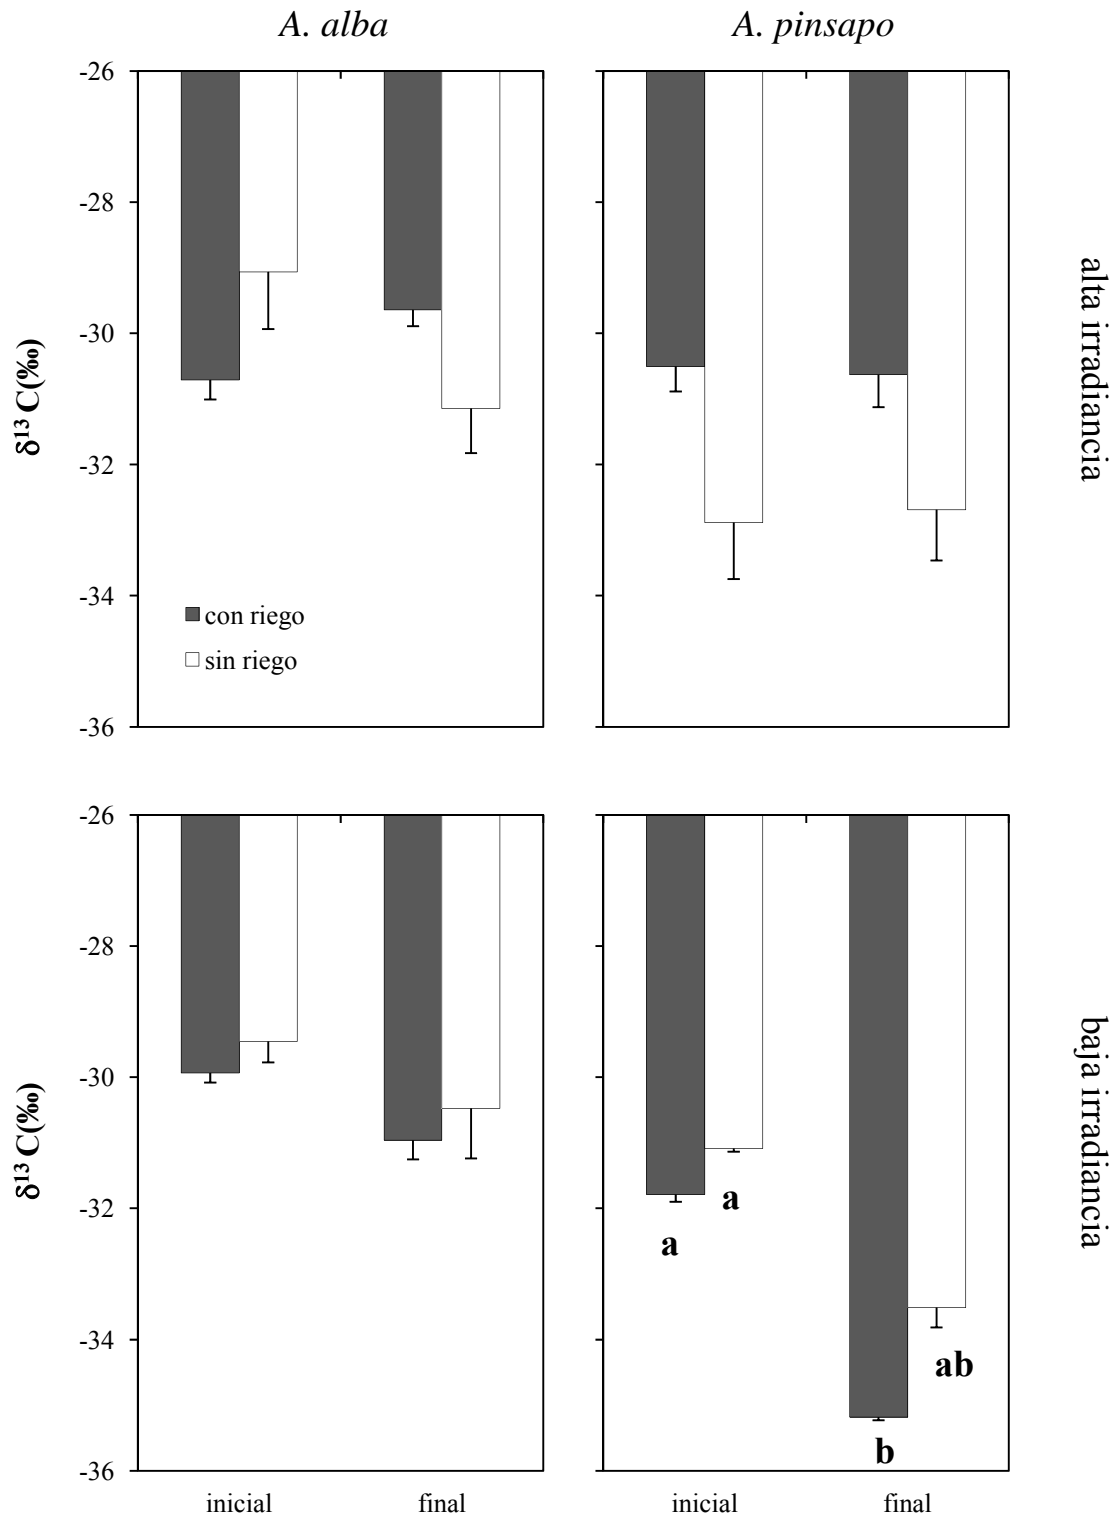 A. alba
A. pinsapo
-26
-28
-30
-32
-34
-36
δ¹³ C(‰)
con riego
sin riego
alta irradiancia
-26
-28
-30
-32
-34
-36
δ¹³ C(‰)
a
a
ab
b
baja irradiancia
inicial
final
inicial
final